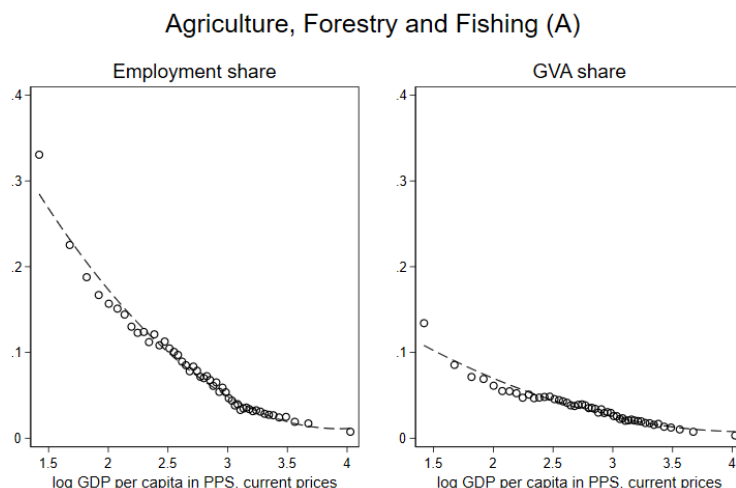 Agriculture, Forestry and Fishing (A)
Employment share
.4
.3
.2
.1
0
1.5 2 2.5 3 3.5 4
log GDP per capita in PPS, current prices
GVA share
.4
.3
.2
.1
0
1.5 2 2.5 3 3.5 4
log GDP per capita in PPS, current prices